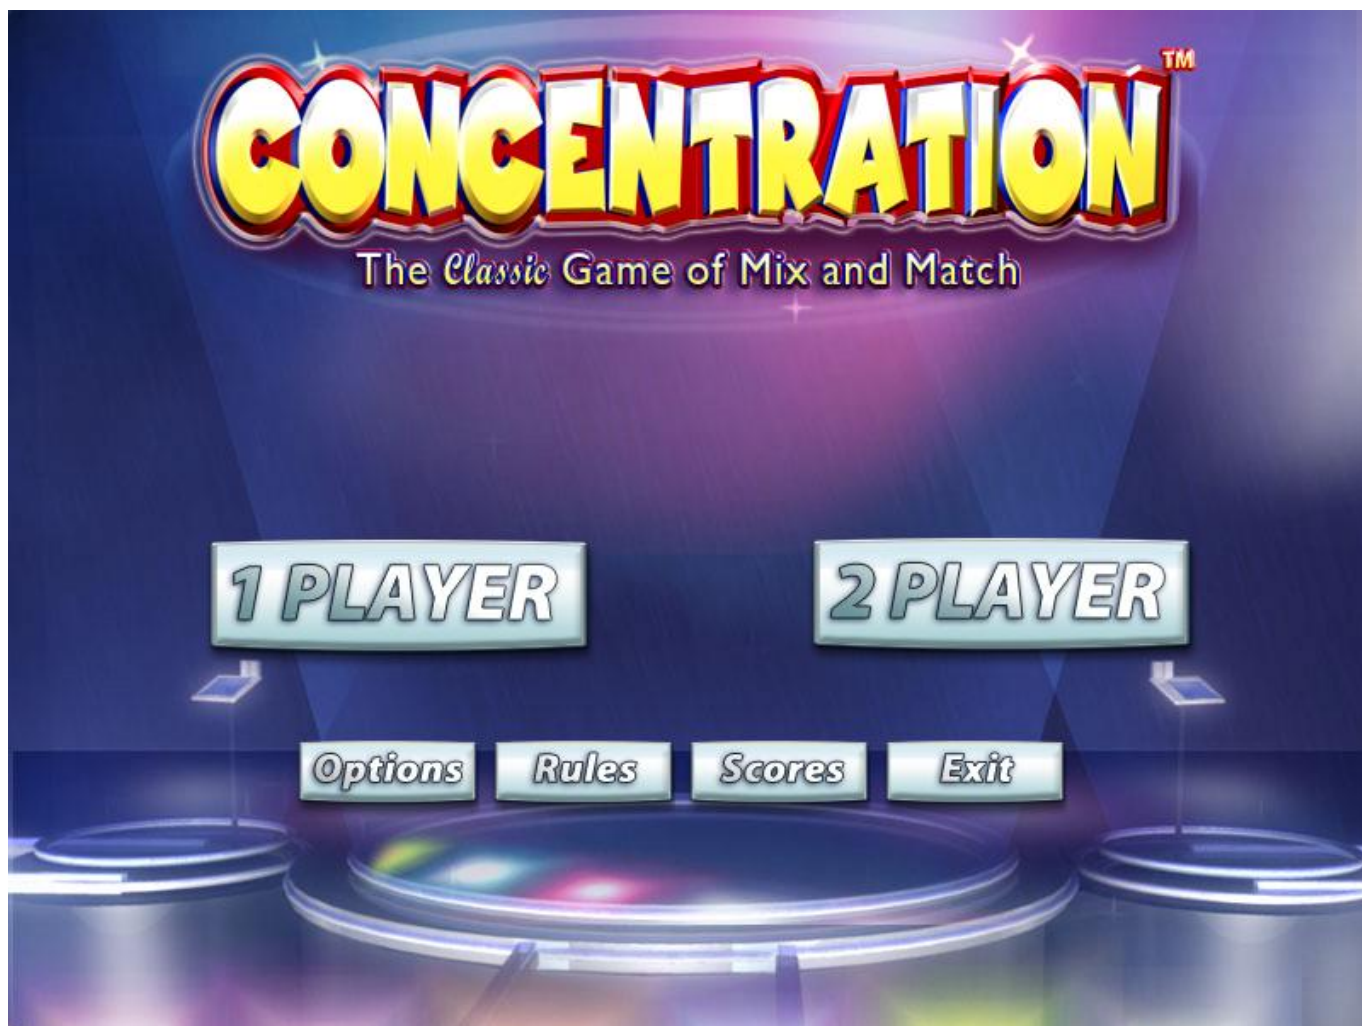 CONCENTRATION™
The Classic Game of Mix and Match
1 PLAYER 2 PLAYER
Options Rules Scores Exit